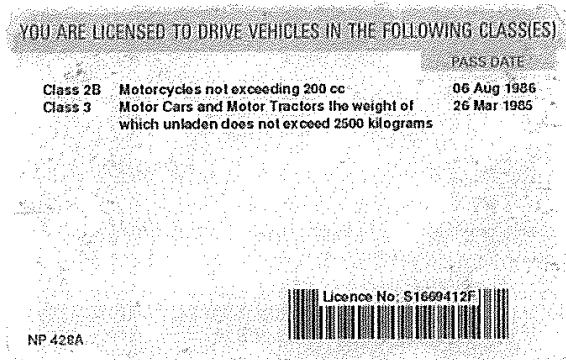 YOU ARE LICENSED TO DRIVE VEHICLES IN THE FOLLOWING CLASS(ES)
PASS DATE
Class 2B Motorcycles not exceeding 200 cc 06 Aug 1986
Class 3 Motor Cars and Motor Tractors the weight of 26 Mar 1985
which unladen does not exceed 2500 kilograms
Licence No: S1669412F
NP 428A